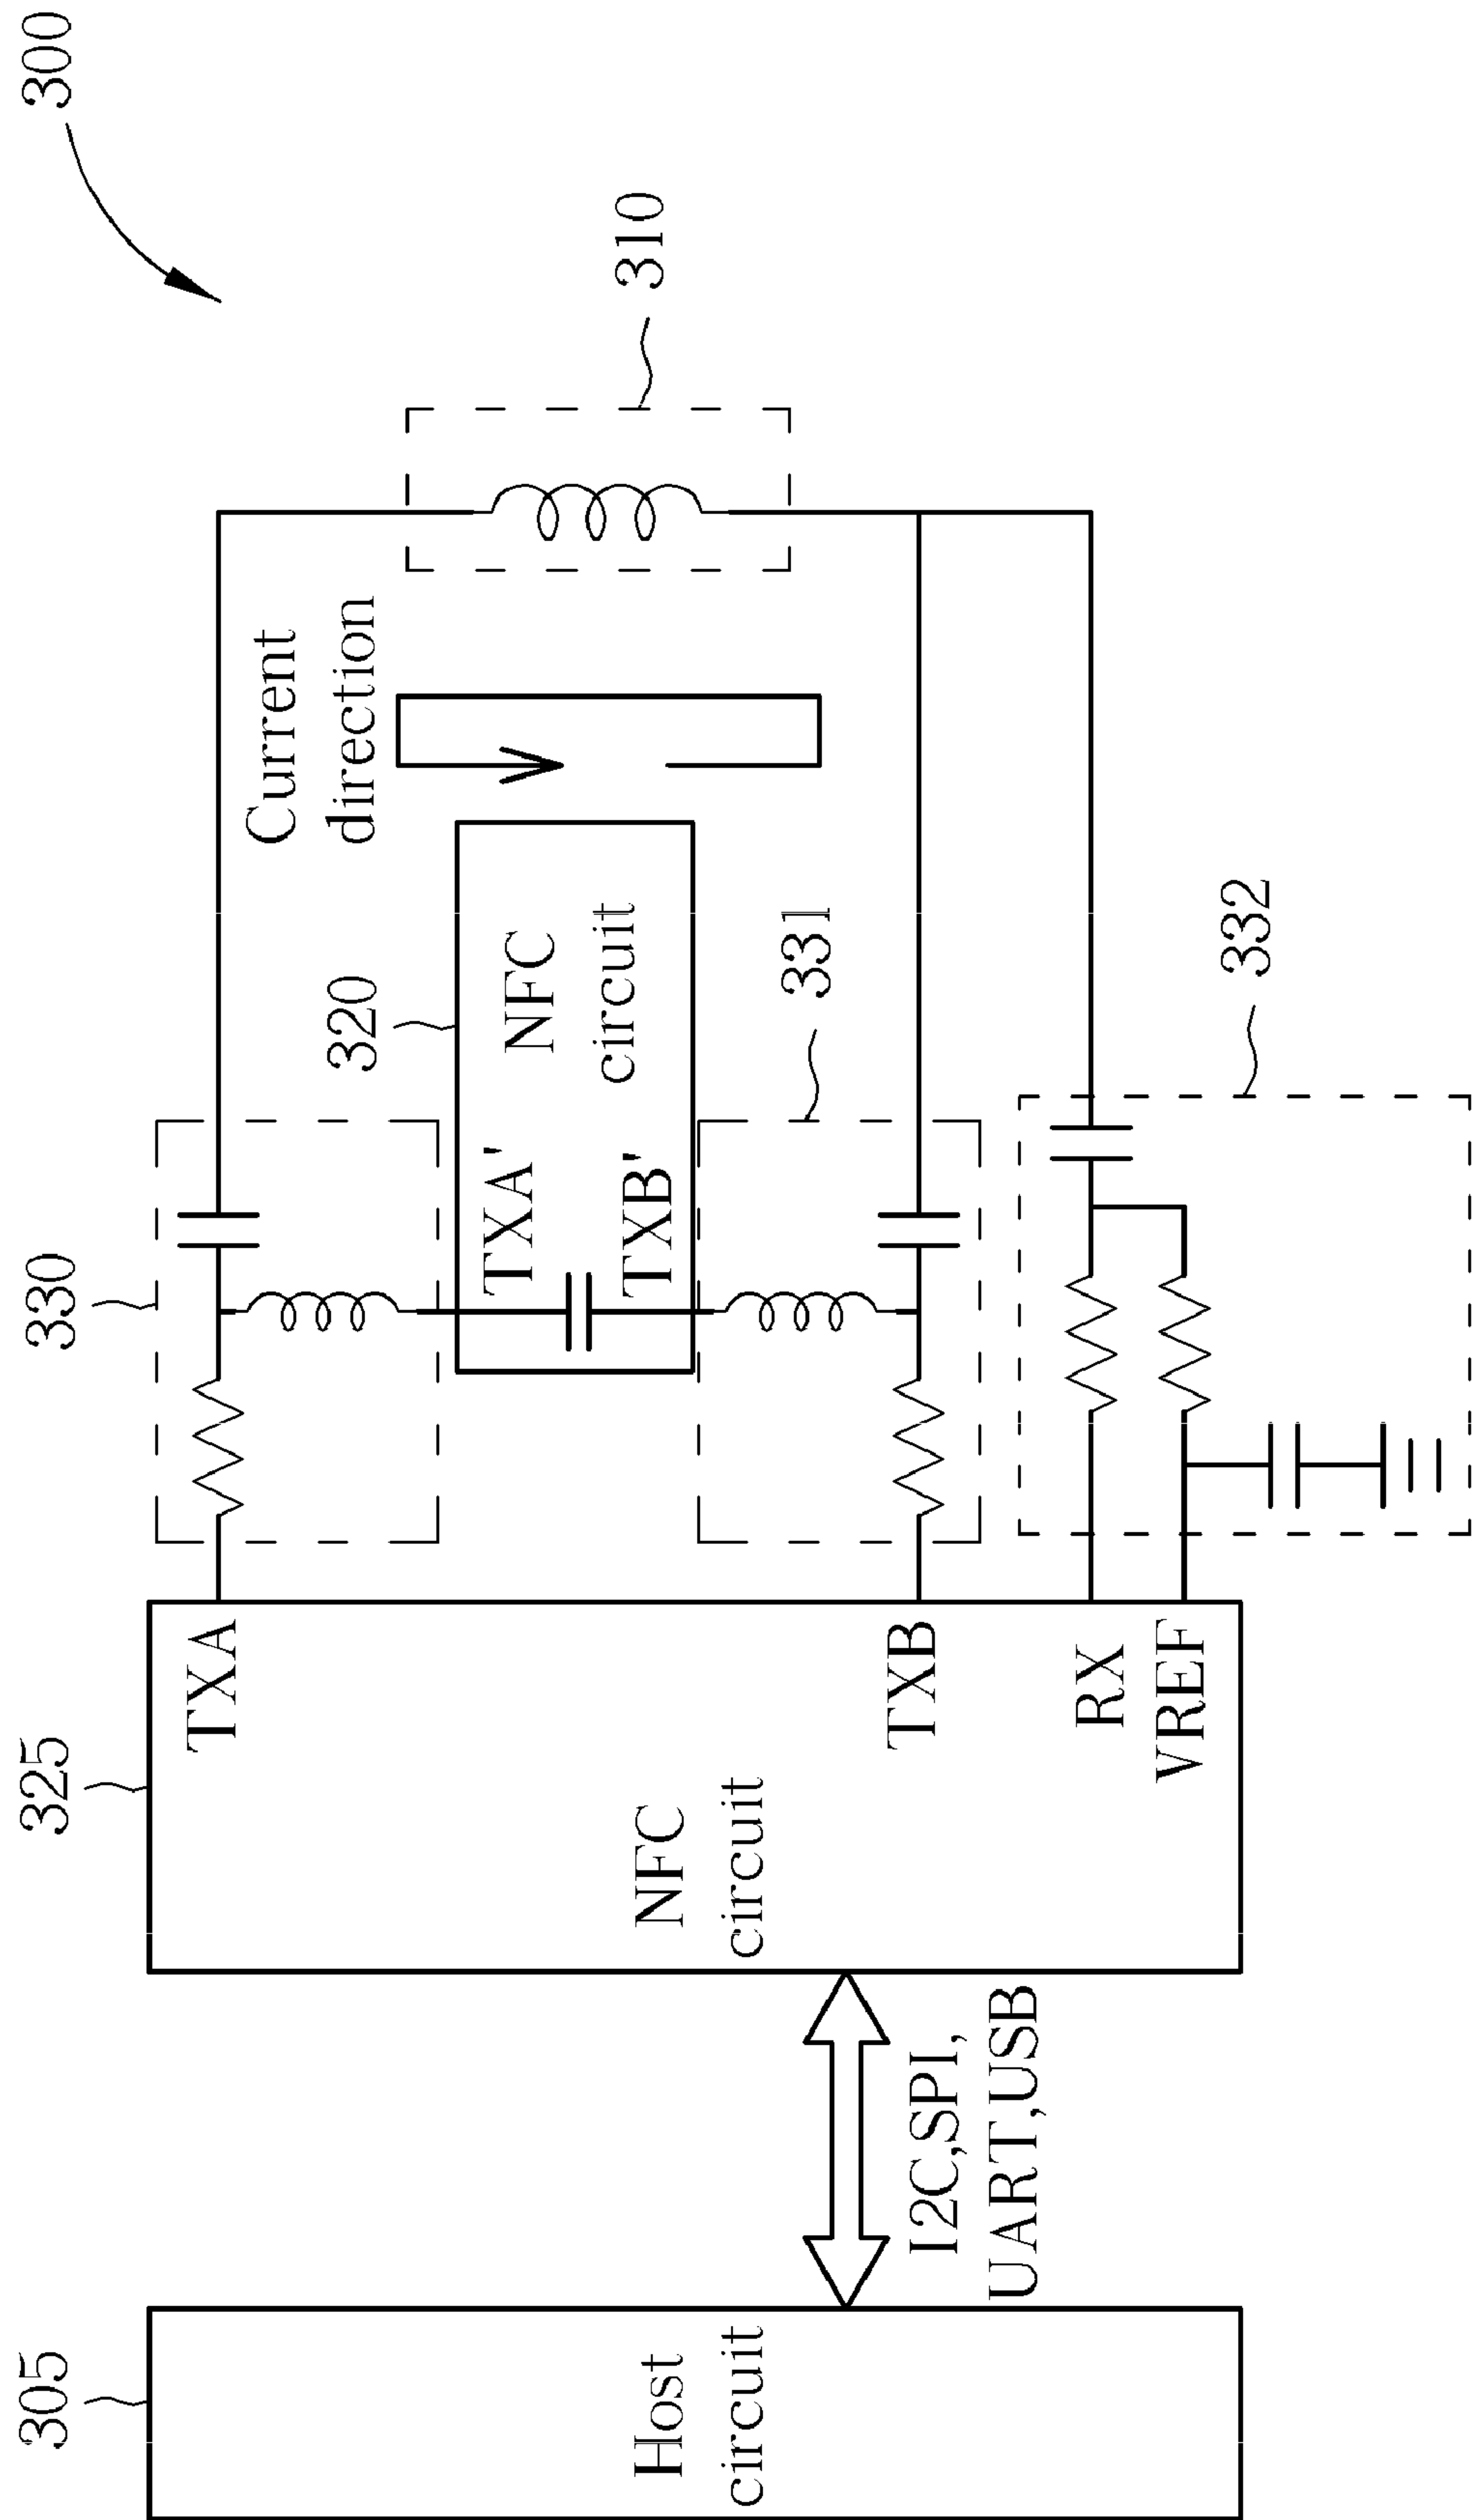 300
305
Host
circuit
I2C,SPI,
UART,USB
325
NFC
circuit
TXA
TXB
RX
VREF
330
320
NFC
circuit
TXA'
TXB'
331
332
Current
direction
310